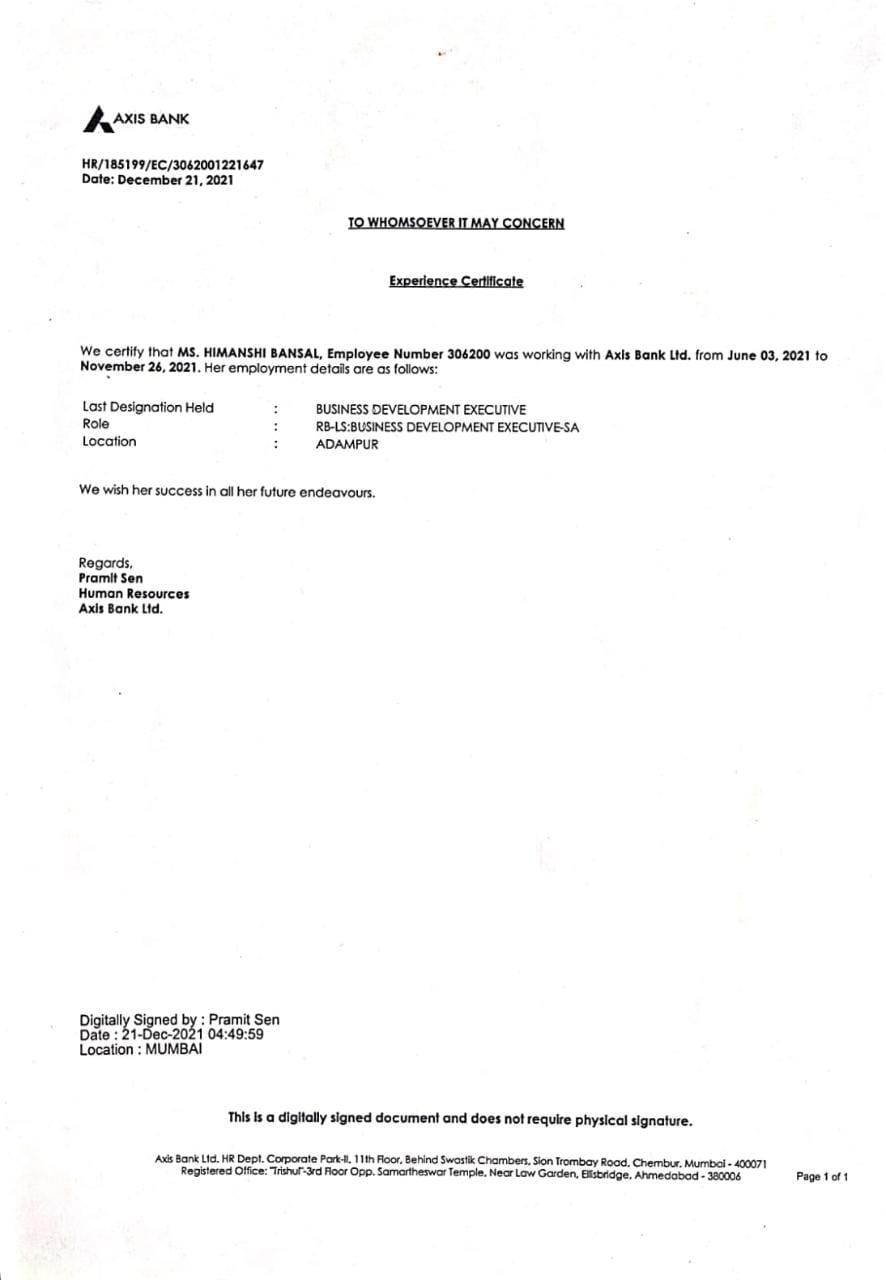 AXIS BANK
HR/185199/EC/3062001221647
Date: December 21, 2021
TO WHOMSOEVER IT MAY CONCERN
Experience Certificate
We certify that MS. HIMANSHI BANSAL, Employee Number 306200 was working with Axis Bank Ltd. from June 03, 2021 to
November 26, 2021. Her employment details are as follows:
Last Designation Held : BUSINESS DEVELOPMENT EXECUTIVE
Role : RB-LS:BUSINESS DEVELOPMENT EXECUTIVE-SA
Location : ADAMPUR
We wish her success in all her future endeavours.
Regards,
Pramit Sen
Human Resources
Axis Bank Ltd.
Digitally Signed by : Pramit Sen
Date : 21-Dec-2021 04:49:59
Location : MUMBAI
This is a digitally signed document and does not require physical signature.
Axis Bank Ltd. HR Dept. Corporate Park-II, 11th Floor, Behind Swastik Chambers, Sion Trombay Road, Chembur, Mumbai - 400071
Registered Office: "Trishul"-3rd Floor Opp. Samartheswar Temple, Near Law Garden, Ellisbridge, Ahmedabad - 380006
Page 1 of 1